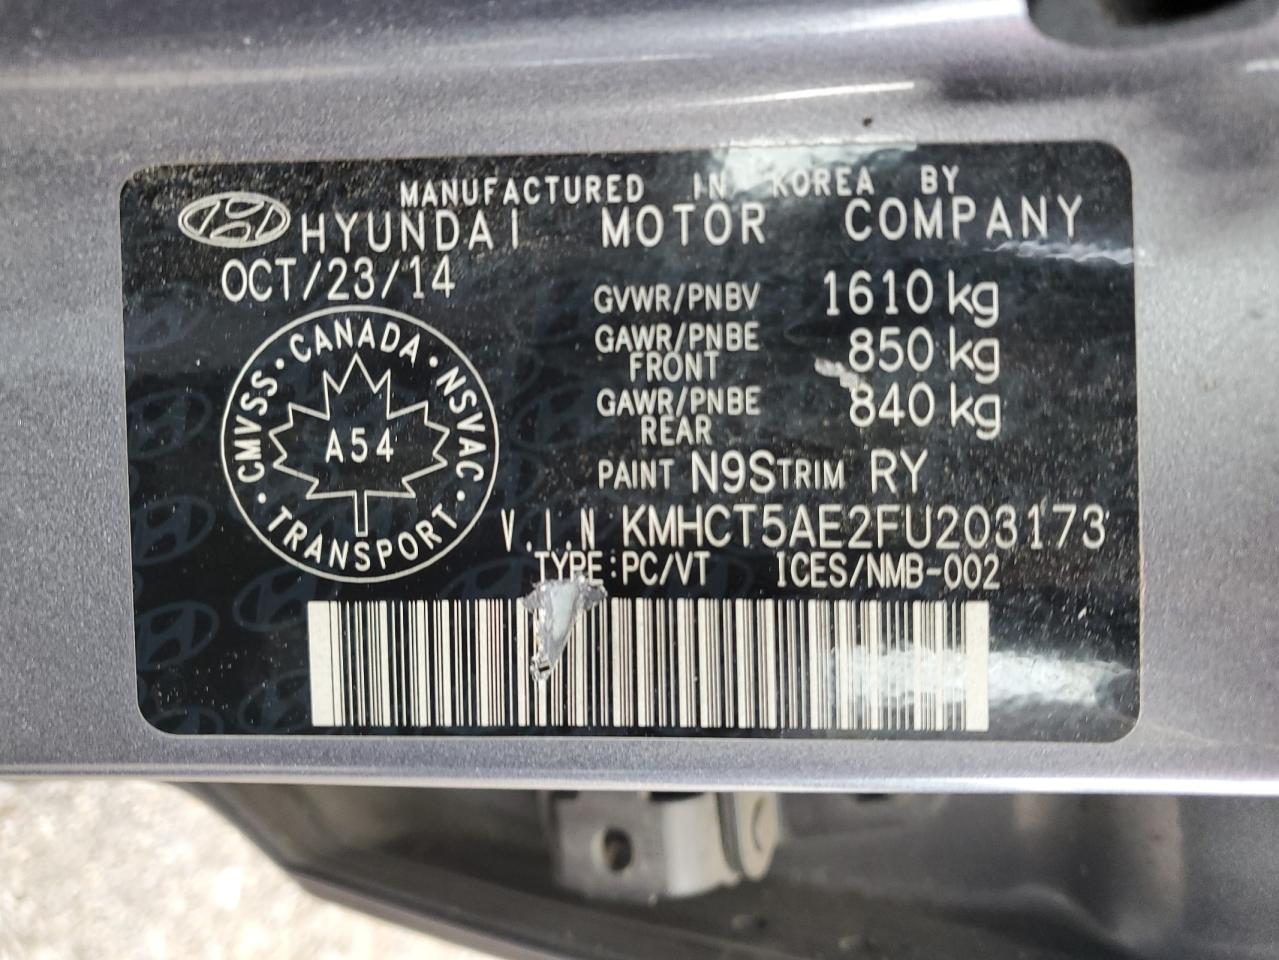 MANUFACTURED IN KOREA BY
HYUNDAI MOTOR COMPANY
OCT/23/14
GVWR/PNBV 1610 kg
GAWR/PNBE FRONT 850 kg
GAWR/PNBE REAR 840 kg
CANADA · NSVAC · TRANSPORT · CMVSS ·
A54
PAINT N9S TRIM RY
V.I.N KMHCT5AE2FU203173
TYPE:PC/VT ICES/NMB-002